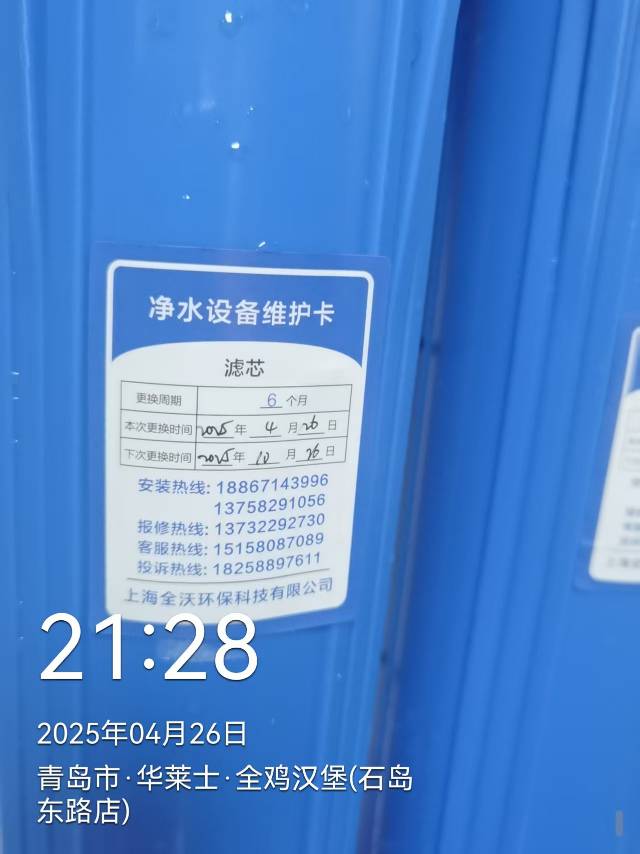 净水设备维护卡
滤芯
更换周期 6 个月
本次更换时间 2025 年 4 月 26 日
下次更换时间 2025 年 10 月 26 日
安装热线: 18867143996
13758291056
报修热线: 13732292730
客服热线: 15158087089
投诉热线: 18258897611
上海全沃环保科技有限公司
21:28
2025年04月26日
青岛市·华莱士·全鸡汉堡(石岛
东路店)